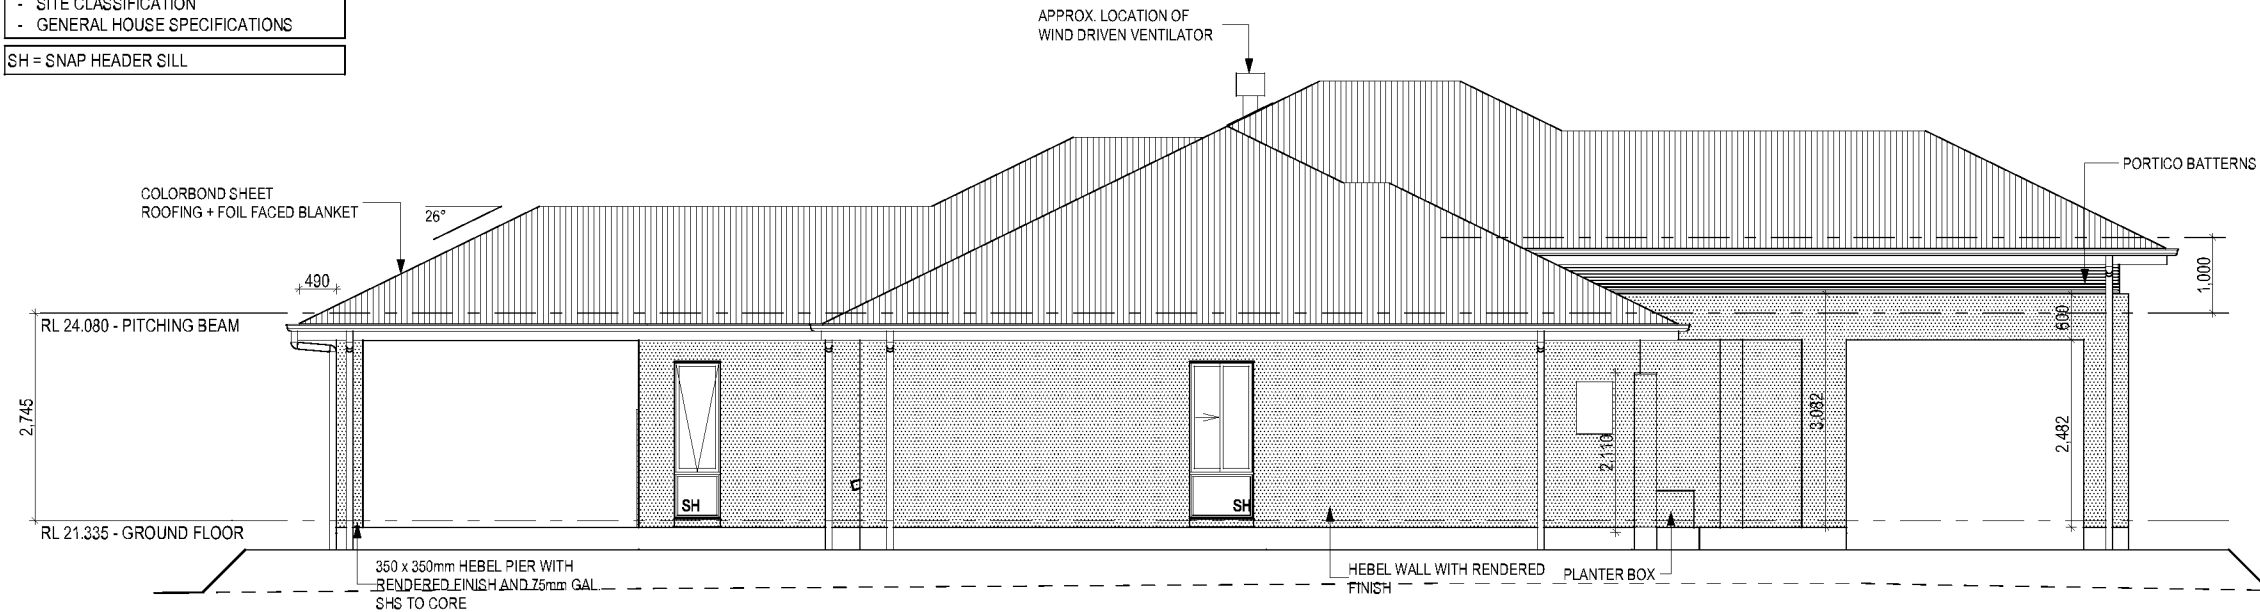 - SITE CLASSIFICATION
- GENERAL HOUSE SPECIFICATIONS
SH = SNAP HEADER SILL
APPROX. LOCATION OF
WIND DRIVEN VENTILATOR
PORTICO BATTERNS
COLORBOND SHEET
ROOFING + FOIL FACED BLANKET
26°
490
1,000
RL 24.080 - PITCHING BEAM
600
2,745
3,082
2,110
2,482
SH
SH
RL 21.335 - GROUND FLOOR
350 x 350mm HEBEL PIER WITH
RENDERED FINISH AND 75mm GAL.
SHS TO CORE
HEBEL WALL WITH RENDERED
FINISH
PLANTER BOX